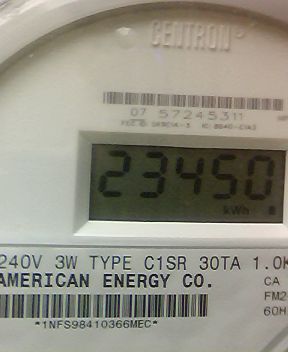 CENTRON®
07 57245311
23450
kWh
240V 3W TYPE C1SR 30TA 1.0K
AMERICAN ENERGY CO.
CA
FM2
60H
*1NFS98410366MEC*